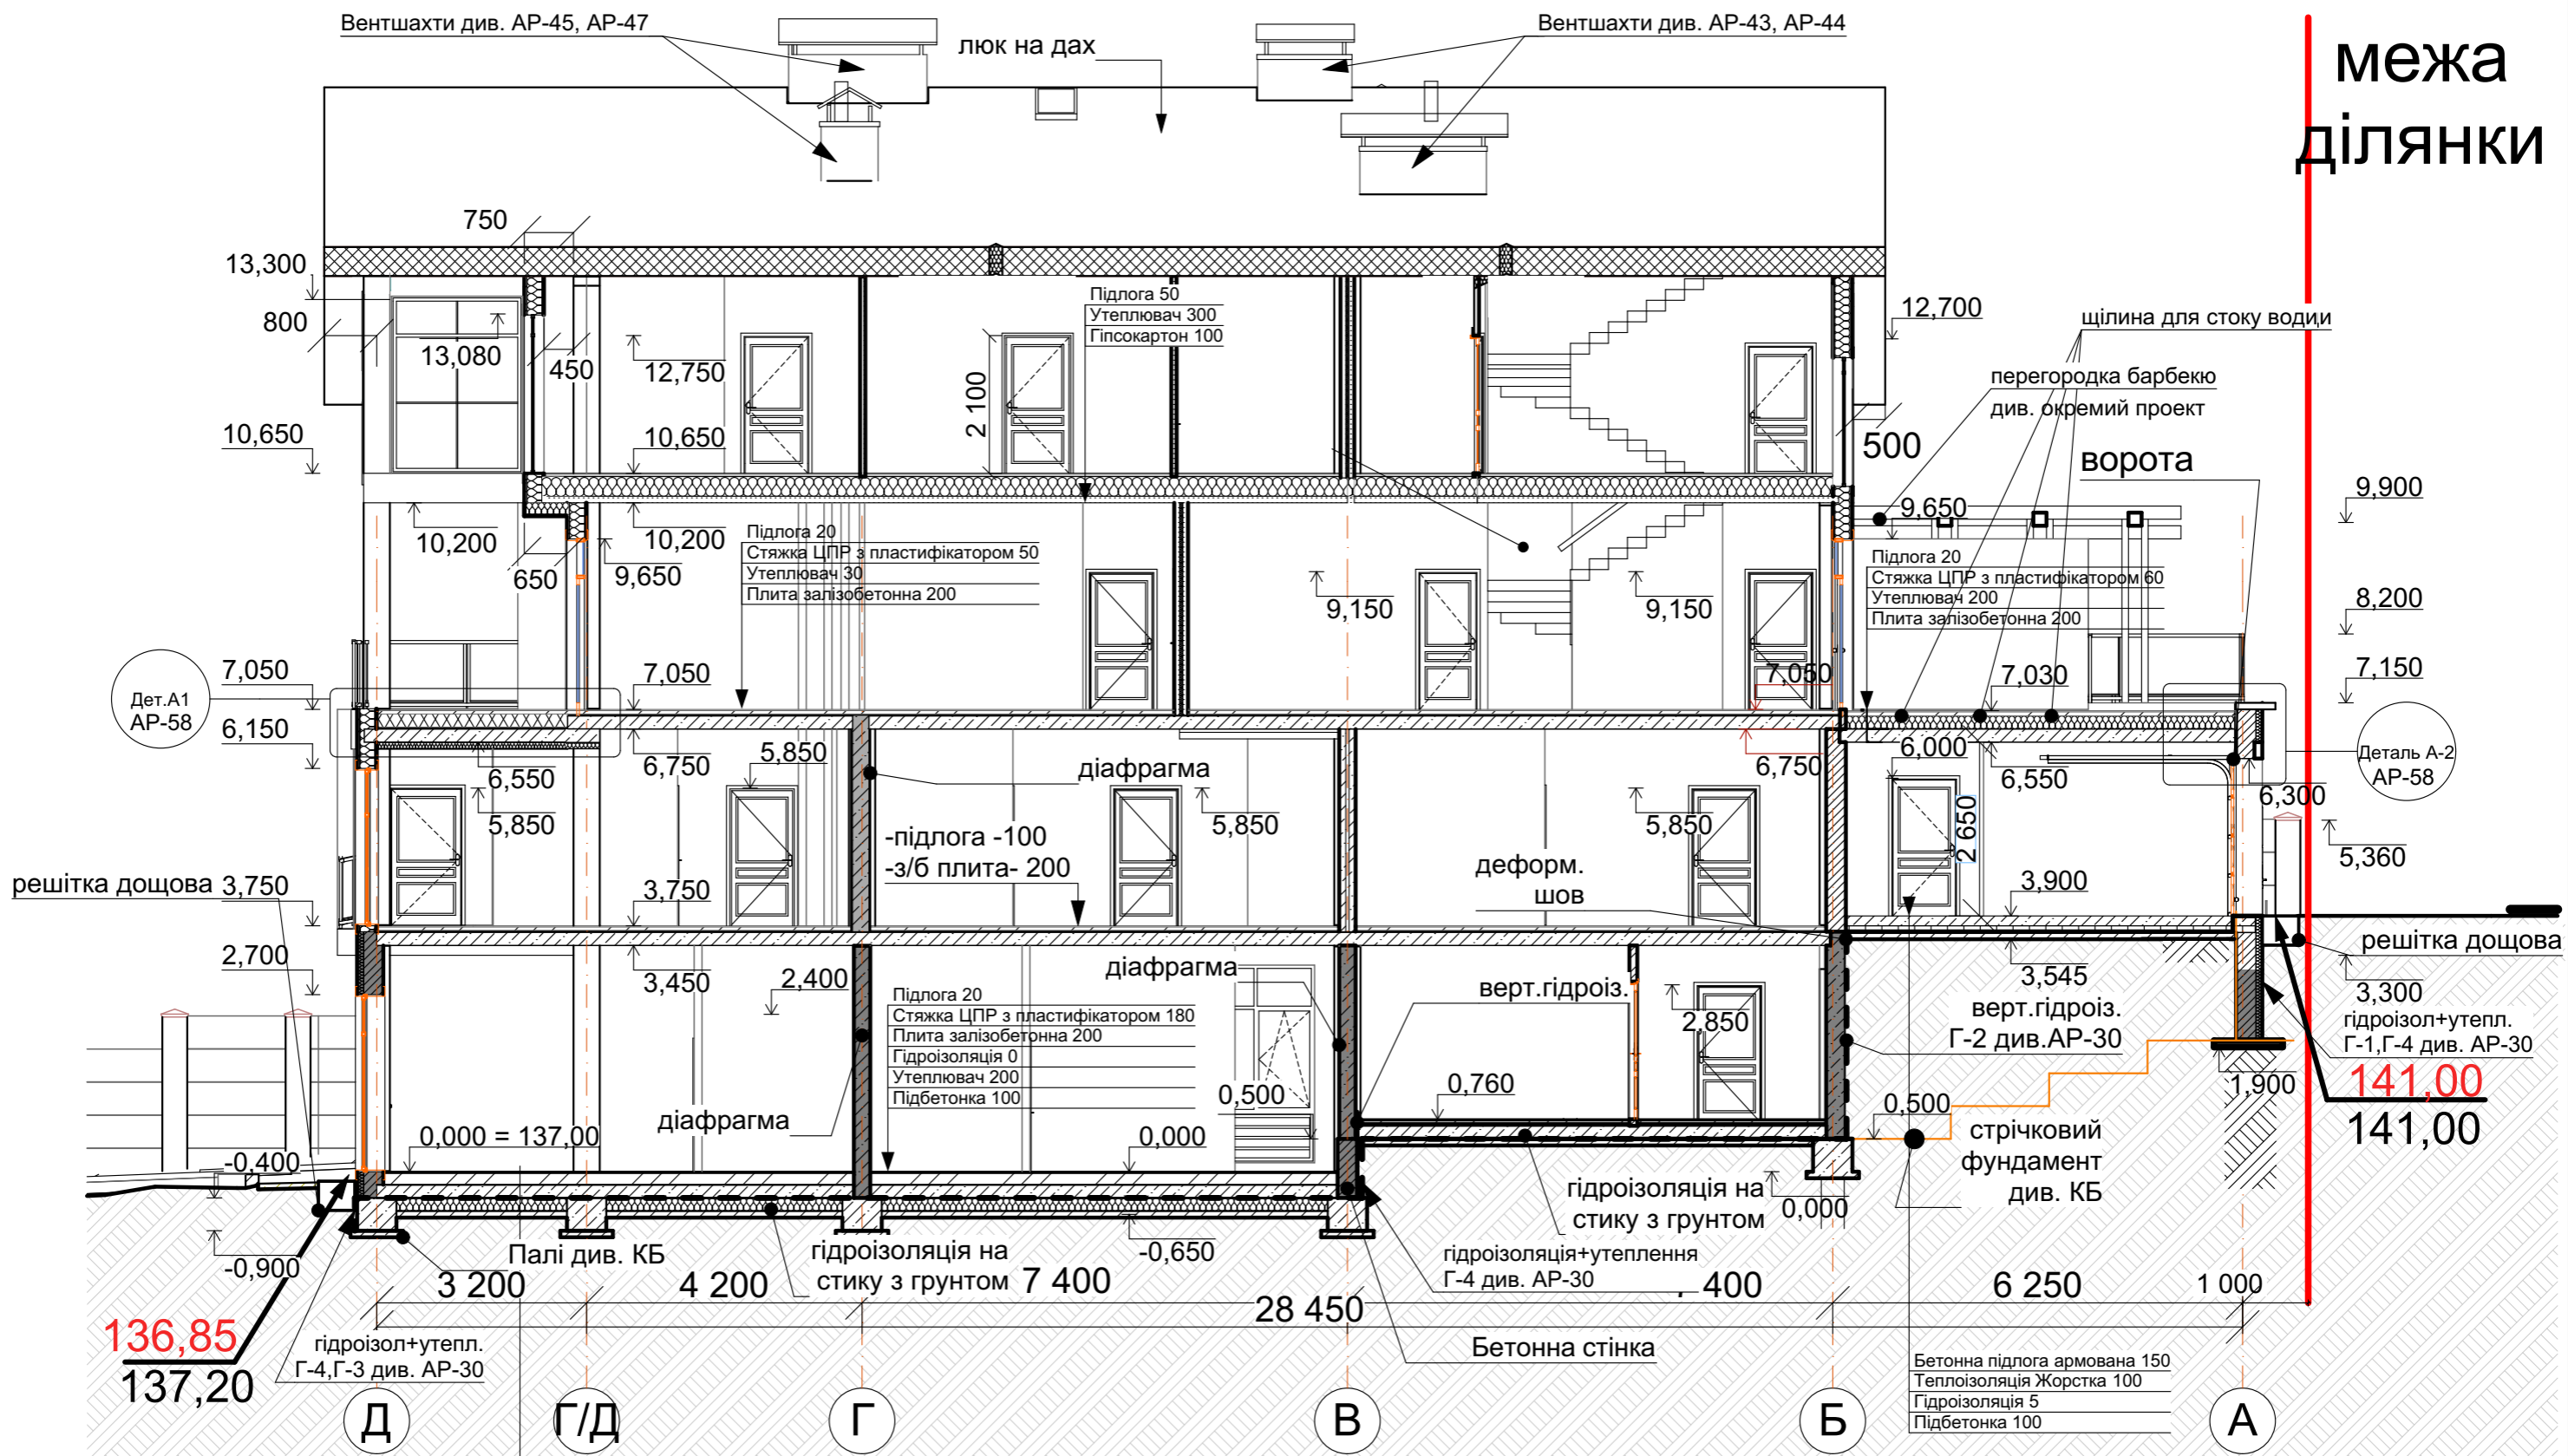 Вентшахти див. АР-45, АР-47
люк на дах
Вентшахти див. АР-43, АР-44
межа
ділянки
750
13,300
800
13,080
450
12,750
10,650
10,650
2 100
Підлога 50
Утеплювач 300
Гіпсокартон 100
12,700
щілина для стоку водии
перегородка барбекю
див. окремий проект
500
ворота
9,900
9,650
10,200
650
10,200
9,650
Підлога 20
Стяжка ЦПР з пластифікатором 50
Утеплювач 30
Плита залізобетонна 200
9,150
9,150
Підлога 20
Стяжка ЦПР з пластифікатором 60
Утеплювач 200
Плита залізобетонна 200
8,200
7,150
Дет.А1
АР-58
7,050
6,150
7,050
7,050
7,030
6,550
6,750
5,850
діафрагма
6,750
6,000
6,550
Деталь А-2
АР-58
6,300
5,850
5,850
5,850
2 650
5,360
-підлога -100
-з/б плита- 200
деформ.
шов
решітка дощова
3,750
3,750
3,900
2,700
3,450
2,400
діафрагма
верт.гідроіз.
3,545
решітка дощова
3,300
Підлога 20
Стяжка ЦПР з пластифікатором 180
Плита залізобетонна 200
Гідроізоляція 0
Утеплювач 200
Підбетонка 100
2,850
верт.гідроіз.
Г-2 див.АР-30
гідроізол+утепл.
Г-1,Г-4 див. АР-30
1,900
141,00
141,00
діафрагма
0,500
0,760
0,500
0,000 = 137,00
0,000
-0,400
стрічковий
фундамент
див. КБ
гідроізоляція на
стику з грунтом
0,000
-0,900
Палі див. КБ
гідроізоляція на
стику з грунтом
-0,650
гідроізоляція+утеплення
Г-4 див. АР-30
3 200
4 200
7 400
400
6 250
1 000
28 450
136,85
137,20
гідроізол+утепл.
Г-4,Г-3 див. АР-30
Бетонна стінка
Бетонна підлога армована 150
Теплоізоляція Жорстка 100
Гідроізоляція 5
Підбетонка 100
Д
Г/Д
Г
В
Б
А